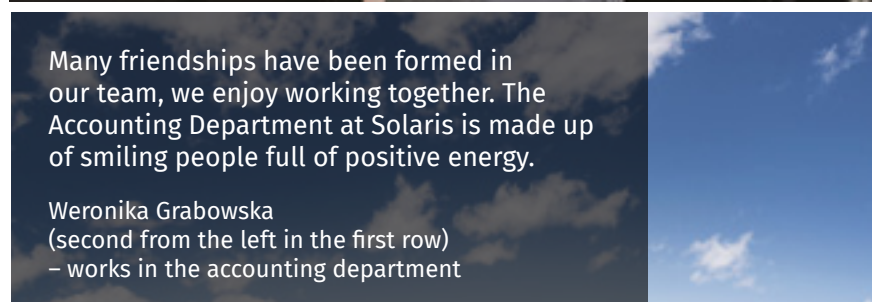 Many friendships have been formed in
our team, we enjoy working together. The
Accounting Department at Solaris is made up
of smiling people full of positive energy.
Weronika Grabowska
(second from the left in the first row)
– works in the accounting department